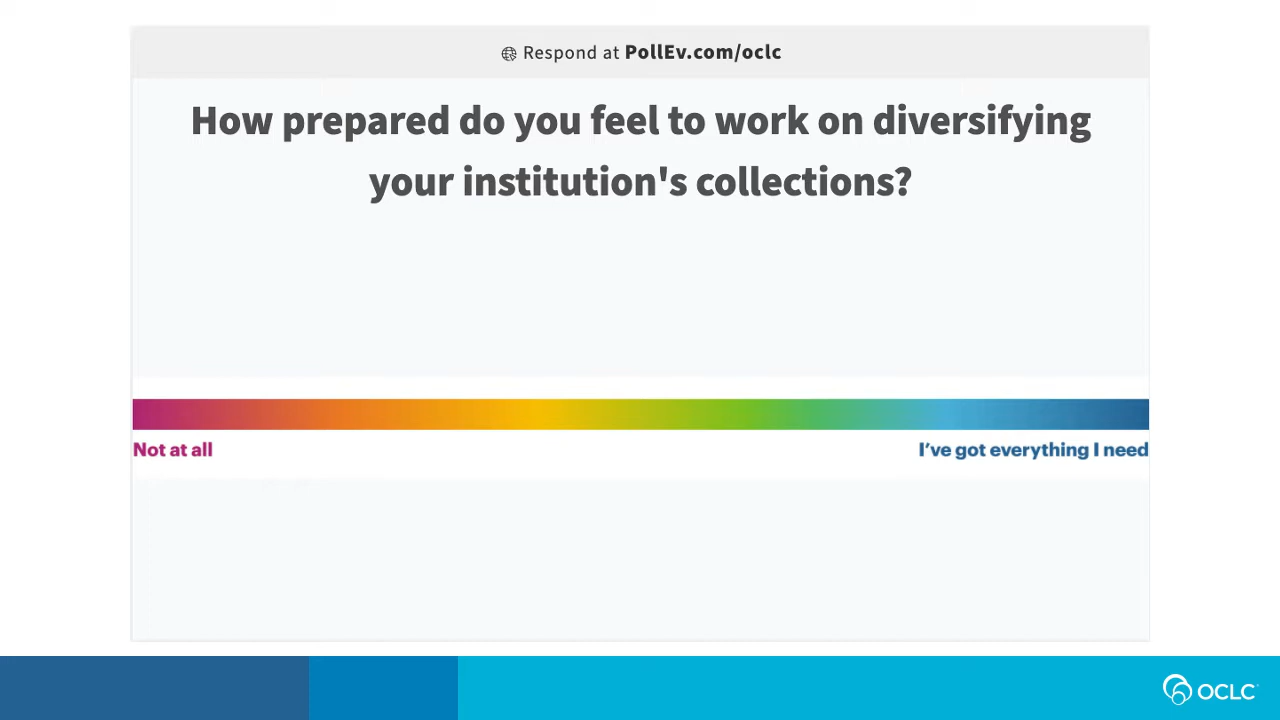 Respond at PollEv.com/oclc
How prepared do you feel to work on diversifying
your institution's collections?
Not at all
I've got everything I need
OCLC